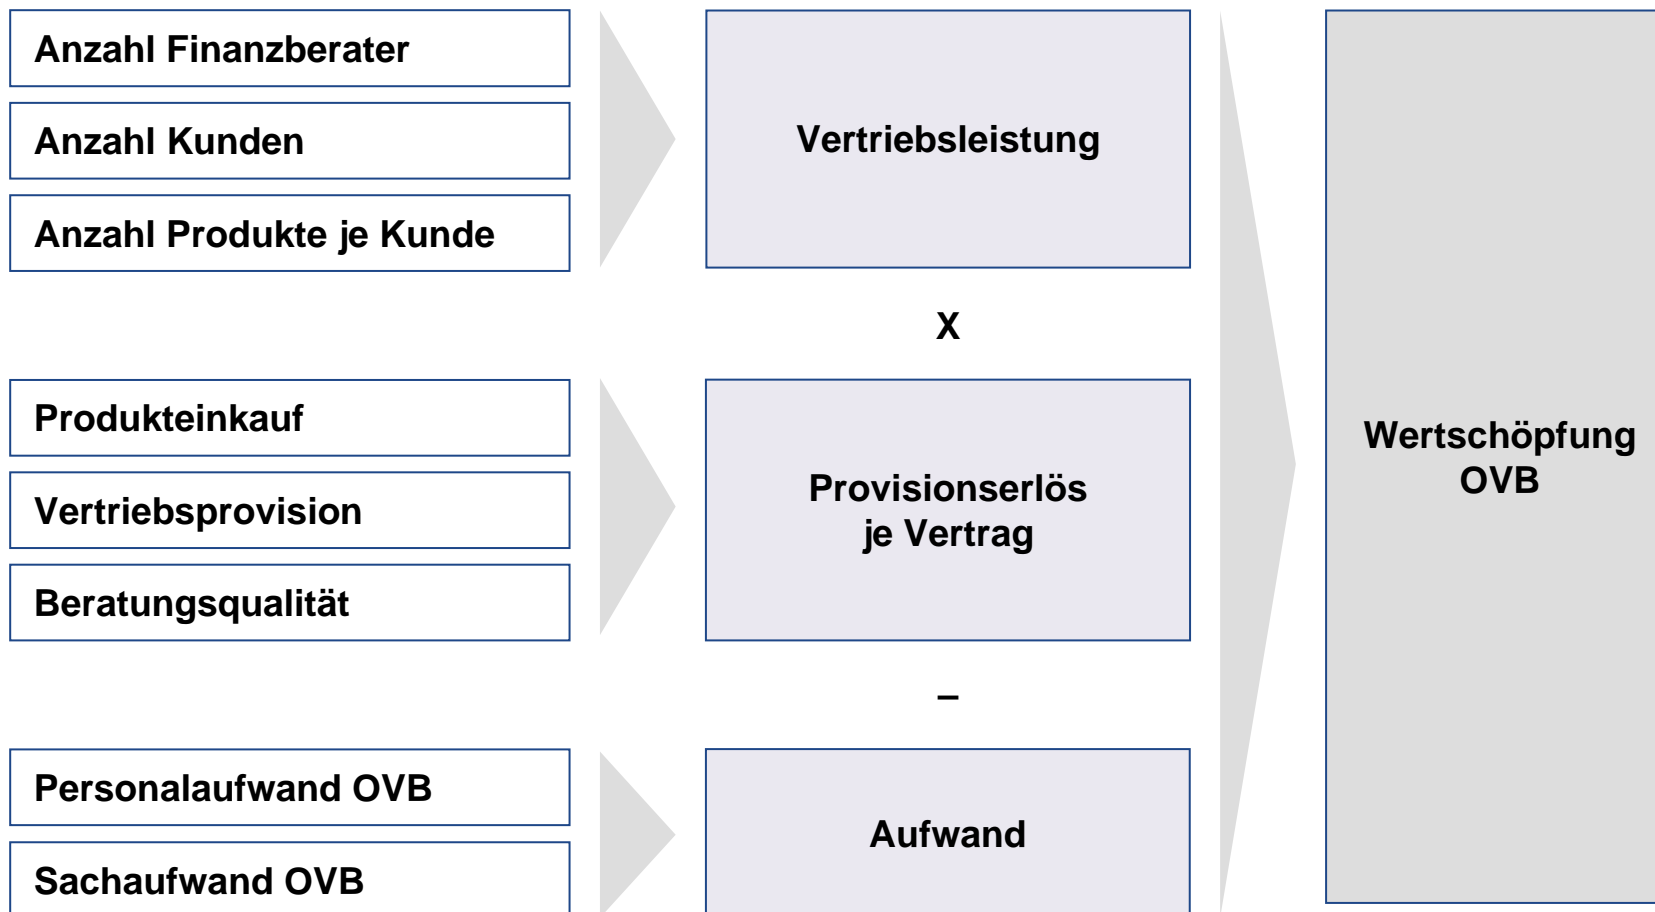 Anzahl Finanzberater
Anzahl Kunden
Anzahl Produkte je Kunde
Vertriebsleistung
X
Produkteinkauf
Vertriebsprovision
Beratungsqualität
Provisionserlös
je Vertrag
–
Personalaufwand OVB
Sachaufwand OVB
Aufwand
Wertschöpfung
OVB